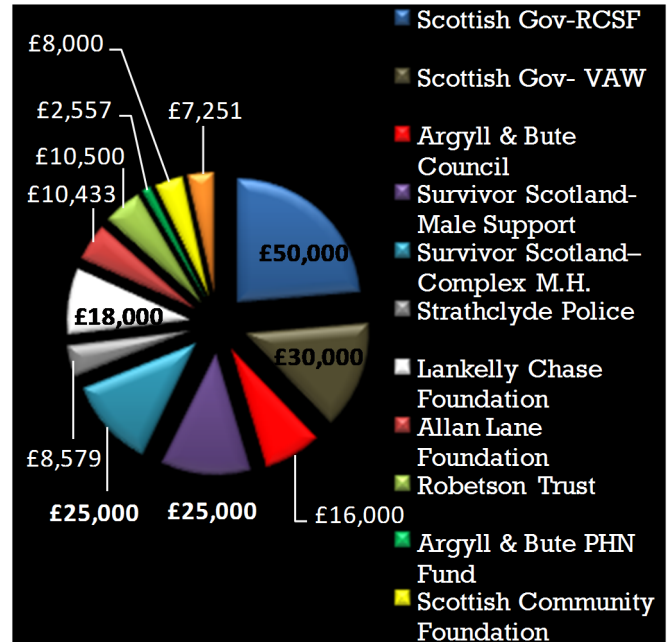 £8,000
£2,557
£7,251
£10,500
£10,433
£50,000
£18,000
£30,000
£8,579
£25,000
£25,000
£16,000
Scottish Gov-RCSF
Scottish Gov- VAW
Argyll & Bute
Council
Survivor Scotland-
Male Support
Survivor Scotland–
Complex M.H.
Strathclyde Police
Lankelly Chase
Foundation
Allan Lane
Foundation
Robetson Trust
Argyll & Bute PHN
Fund
Scottish Community
Foundation